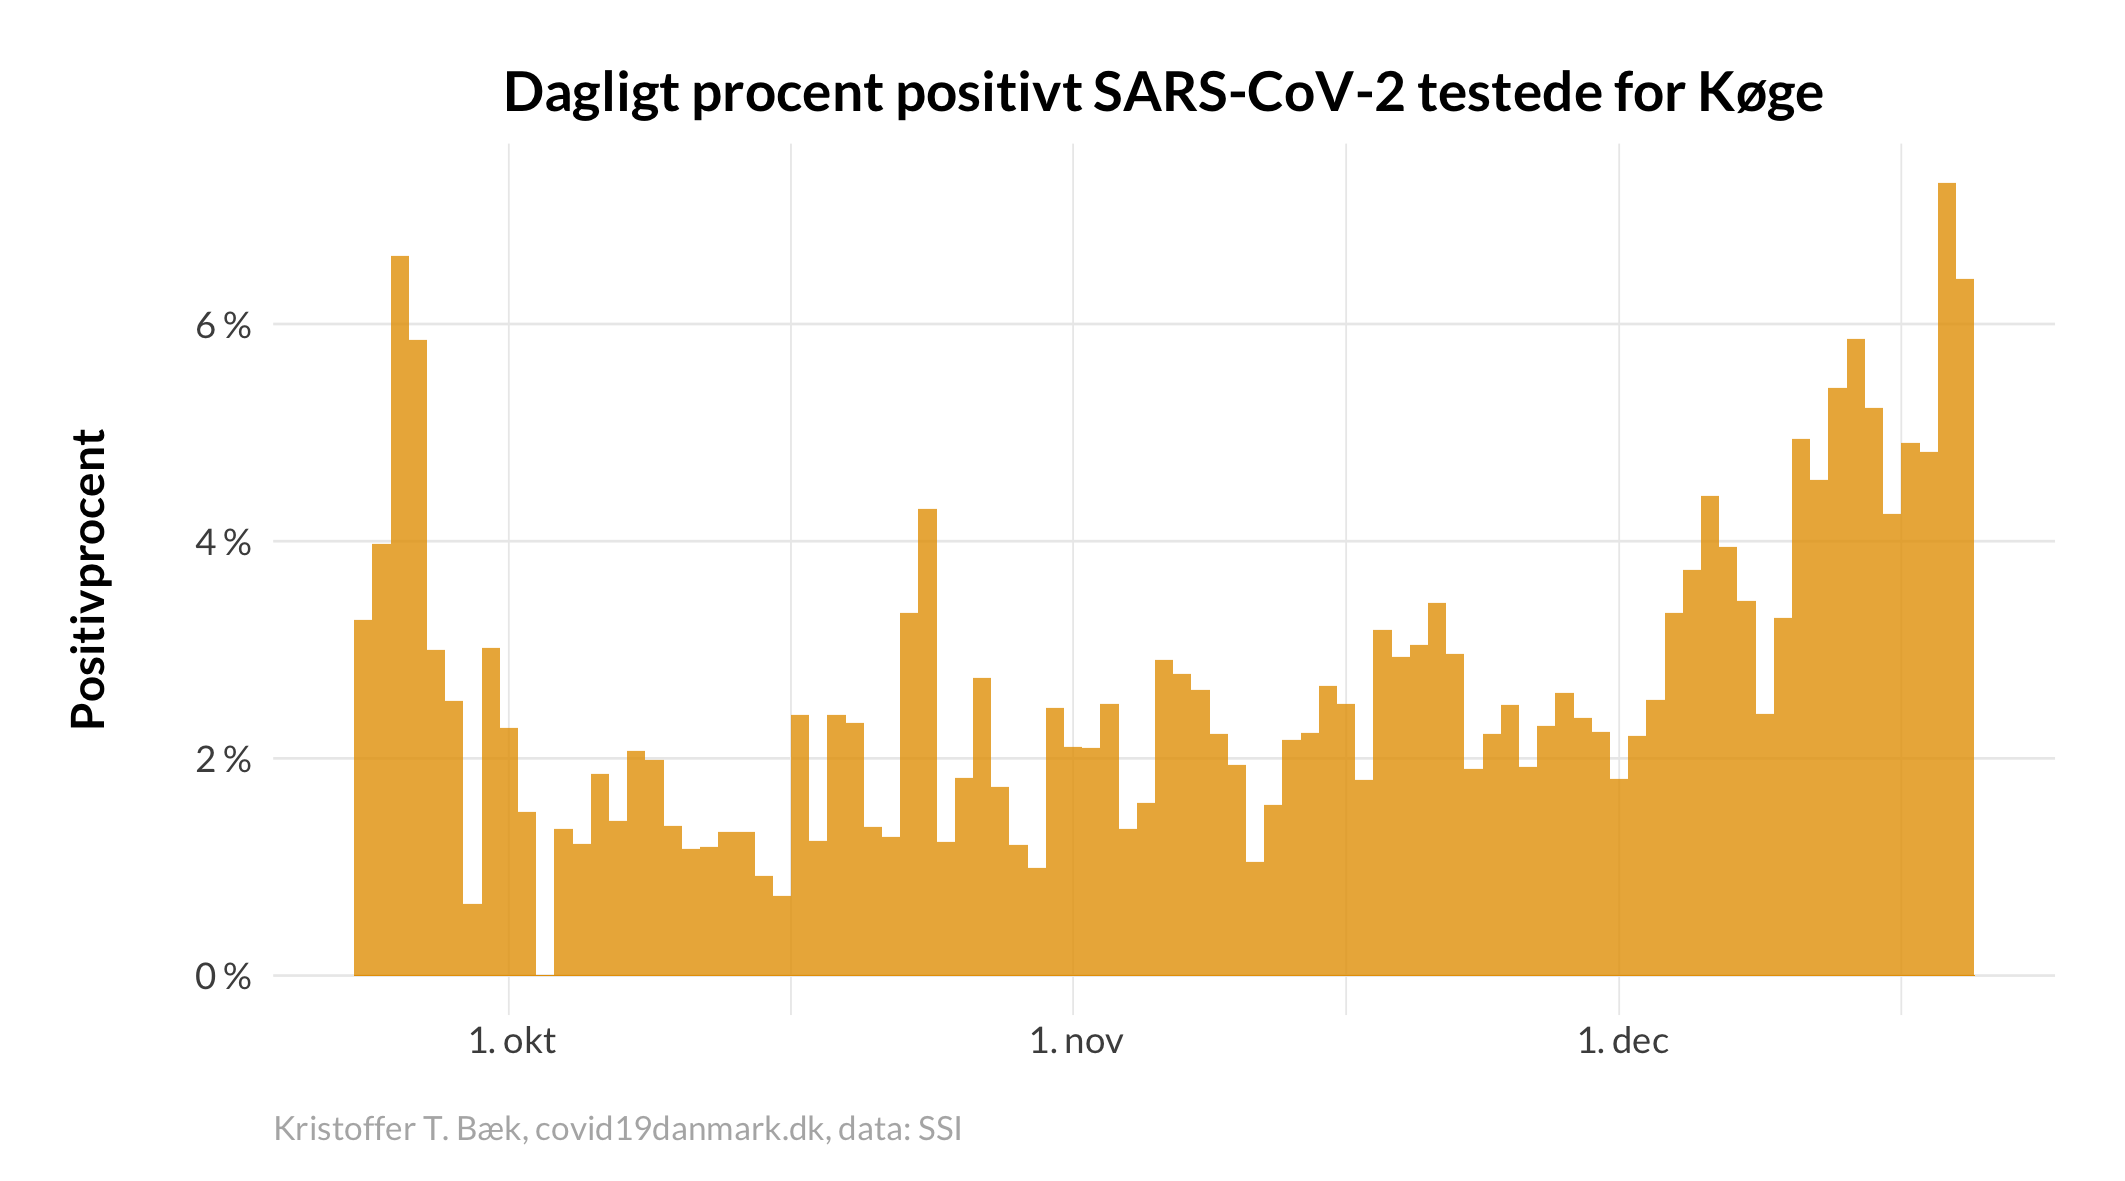 Dagligt procent positivt SARS-CoV-2 testede for Køge
Positivprocent
6 %
4 %
2 %
0 %
1. okt
1. nov
1. dec
Kristoffer T. Bæk, covid19danmark.dk, data: SSI